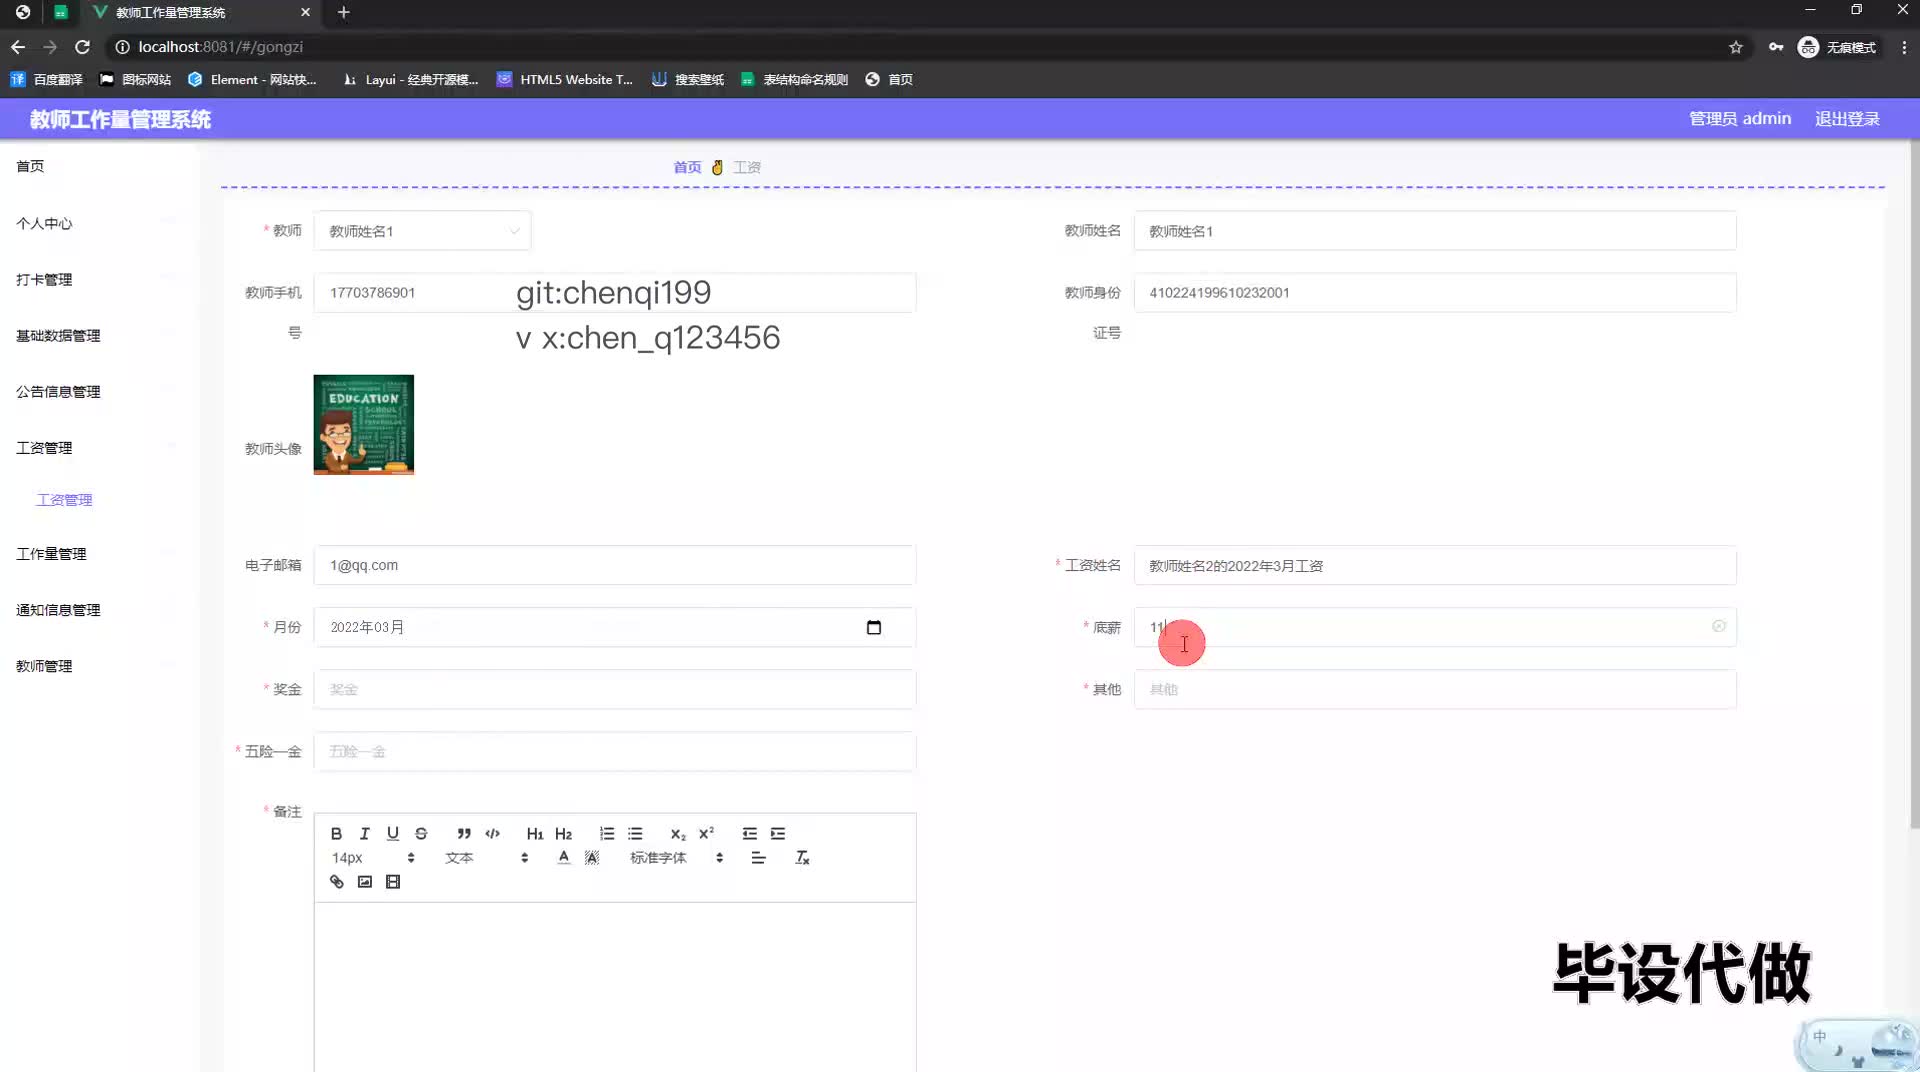 教师工作量管理系统
localhost:8081/#/gongzi
无痕模式
百度翻译
图标网站
Element - 网站快...
Layui - 经典开源模...
HTML5 Website T...
搜索壁纸
表结构命名规则
首页
教师工作量管理系统
管理员 admin
退出登录
首页
个人中心
打卡管理
基础数据管理
公告信息管理
工资管理
工资管理
工作量管理
通知信息管理
教师管理
首页 工资
* 教师 教师姓名1
教师姓名 教师姓名1
教师手机号 17703786901
教师身份证号 410224199610232001
git:chenqi199
v x:chen_q123456
教师头像
EDUCATION
SCHOOL
电子邮箱 1@qq.com
* 工资姓名 教师姓名2的2022年3月工资
* 月份 2022年03月
* 底薪 11
* 奖金 奖金
* 其他 其他
* 五险一金 五险一金
* 备注
B I U S H1 H2 X2 X2
14px 文本 A A 标准字体 Tx
毕设代做
中